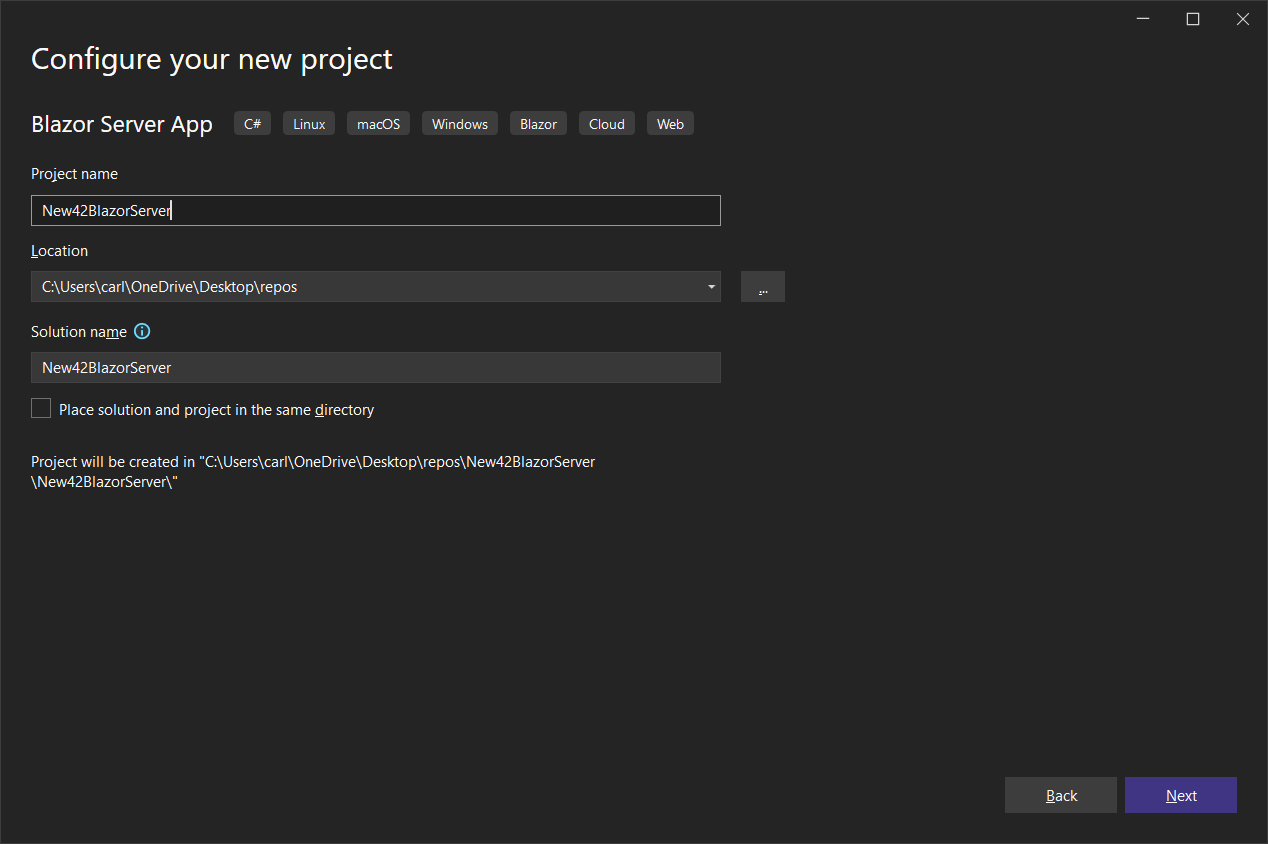 Configure your new project
Blazor Server App C# Linux macOS Windows Blazor Cloud Web
Project name
New42BlazorServer
Location
C:\Users\carl\OneDrive\Desktop\repos
...
Solution name
New42BlazorServer
Place solution and project in the same directory
Project will be created in "C:\Users\carl\OneDrive\Desktop\repos\New42BlazorServer
\New42BlazorServer\"
Back Next